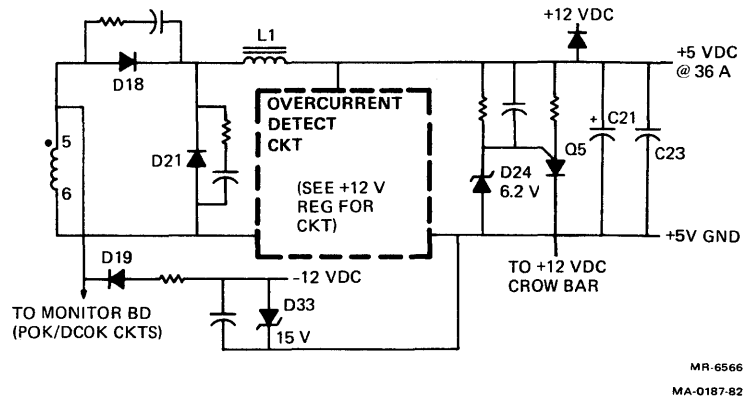 +12 VDC
L1
+5 VDC
@ 36 A
D18
OVERCURRENT
DETECT
CKT
+
C21
D21
Q5
C23
5
6
(SEE +12 V
REG FOR
CKT)
D24
6.2 V
+5V GND
D19
-12 VDC
TO +12 VDC
CROW BAR
TO MONITOR BD
(POK/DCOK CKTS)
D33
15 V
MR-6566
MA-0187-82